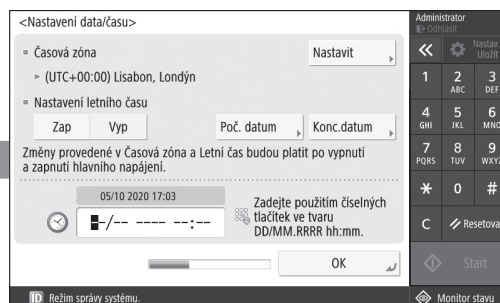 <Nastavení data/času>
Časová zóna
Nastavit
(UTC+00:00) Lisabon, Londýn
Nastavení letního času
Zap
Vyp
Poč. datum
Konc.datum
Změny provedené v Časová zóna a Letní čas budou platit po vypnutí
a zapnutí hlavního napájení.
05/10 2020 17:03
-/-- ---- --:--
Zadejte použitím číselných
tlačítek ve tvaru
DD/MM.RRRR hh:mm.
OK
ID Režim správy systému.
Administrator
Odhlásit
Nastav.
Uložit
1
2 ABC
3 DEF
4 GHI
5 JKL
6 MNO
7 PQRS
8 TUV
9 WXYZ
* 0 #
C
Resetova
Start
Monitor stavu